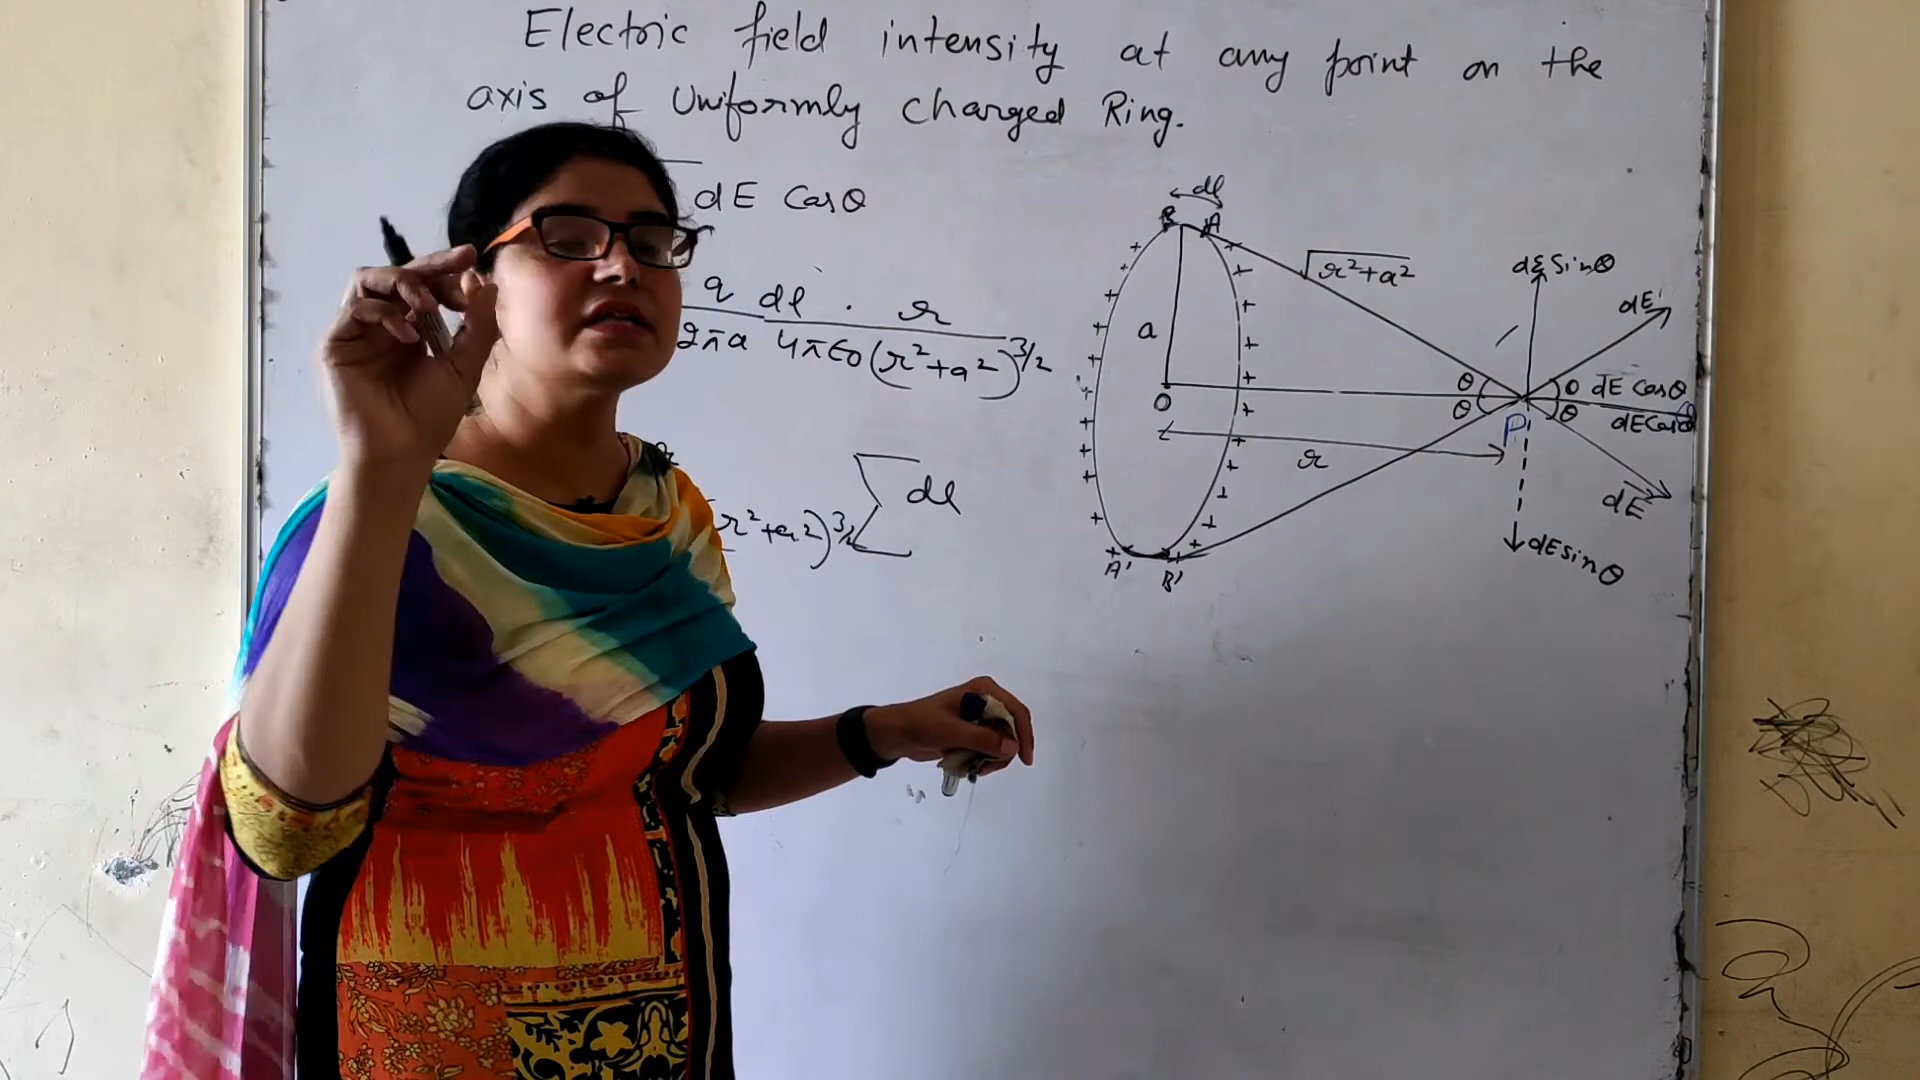 Electric field intensity at any point on the
axis of Uniformly Charged Ring.
dE Cosθ
q dl . r
2πa 4πε0 (r²+a²)^3/2
(r²+a²)^3/2 ∑ dl
dl
B A
√r²+a²
a
O
r
A' B'
dE Sinθ
dE
θ θ dE Cosθ
θ θ dE Cosθ
P
dE
dE sinθ